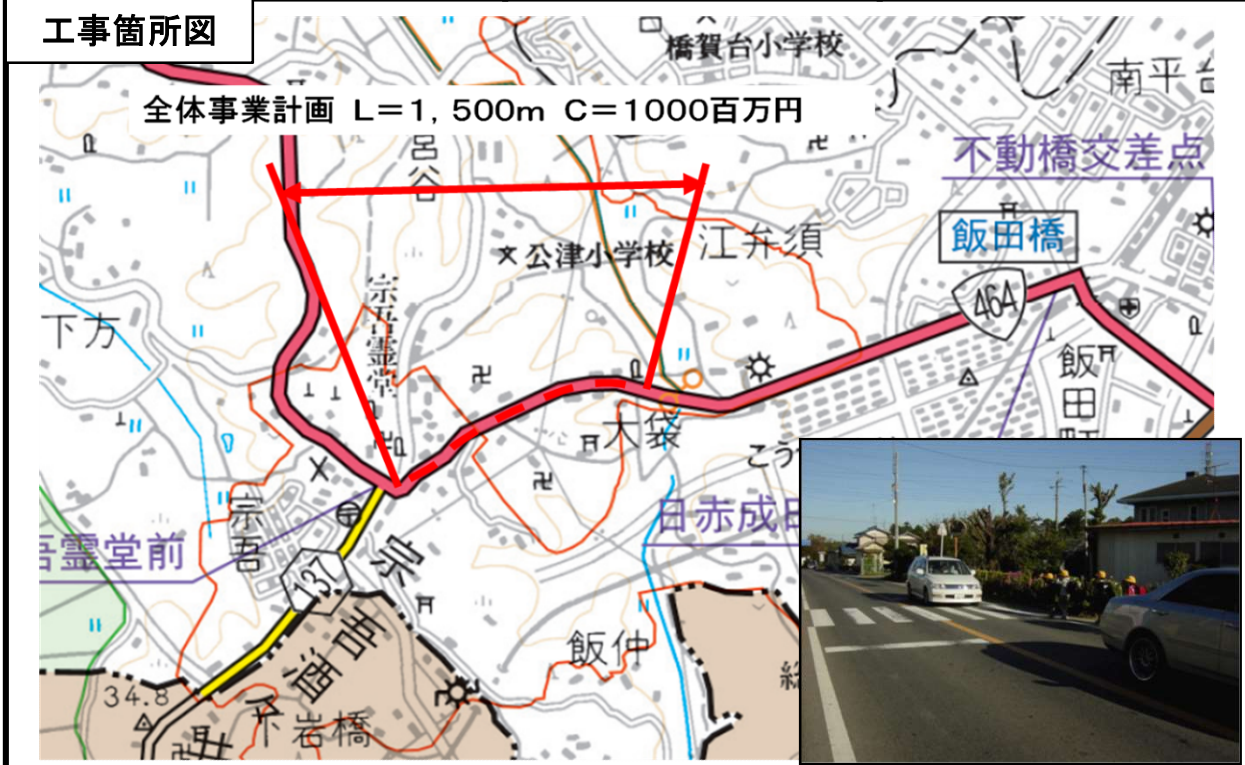 工事箇所図
橋賀台小学校
南平台
全体事業計画 L=1,500m C=1000百万円
不動橋交差点
公津小学校
江弁須
飯田橋
464
宗吾霊堂
下方
飯田町
大袋
宗吾
吾霊堂前
日赤成田
137
宗吾
飯仲
34.8
下岩橋